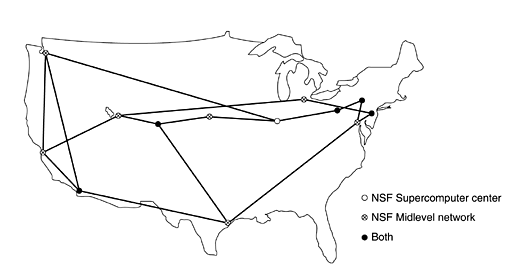 NSF Supercomputer center
NSF Midlevel network
Both